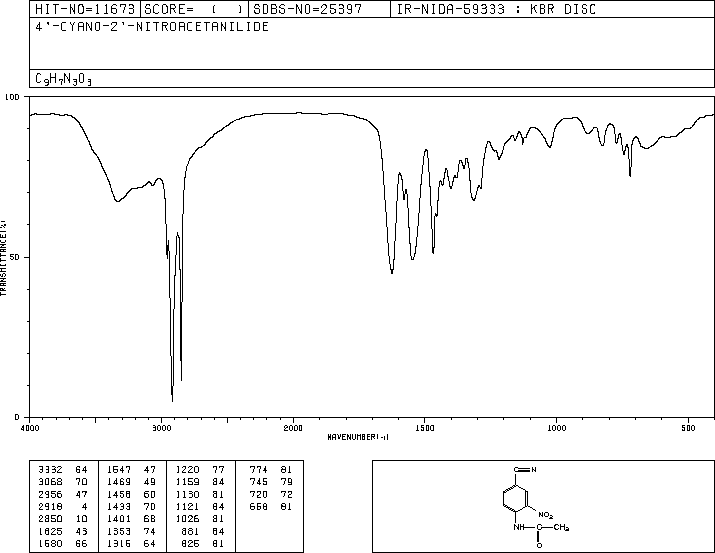 HIT-NO=11673 SCORE= ( ) SDBS-NO=25397 IR-NIDA-59333 : KBR DISC
4'-CYANO-2'-NITROACETANILIDE
C9H7N3O3
100
TRANSMITTANCE(%)
50
0
4000 3000 2000 1500 1000 500
WAVENUMBER(-1)
3332 64 1547 47 1220 77 774 81
3068 70 1469 49 1159 84 745 79
2956 47 1458 60 1130 81 720 72
2918 4 1433 70 1121 84 668 81
2850 10 1401 68 1026 81
1625 43 1353 74 881 84
1580 66 1315 64 825 81
C≡N
NO2
NH—C—CH3
O